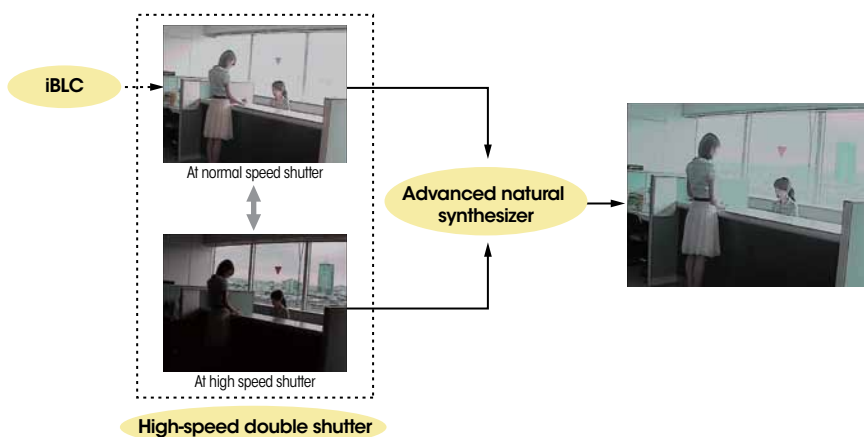 iBLC
At normal speed shutter
Advanced natural
synthesizer
At high speed shutter
High-speed double shutter